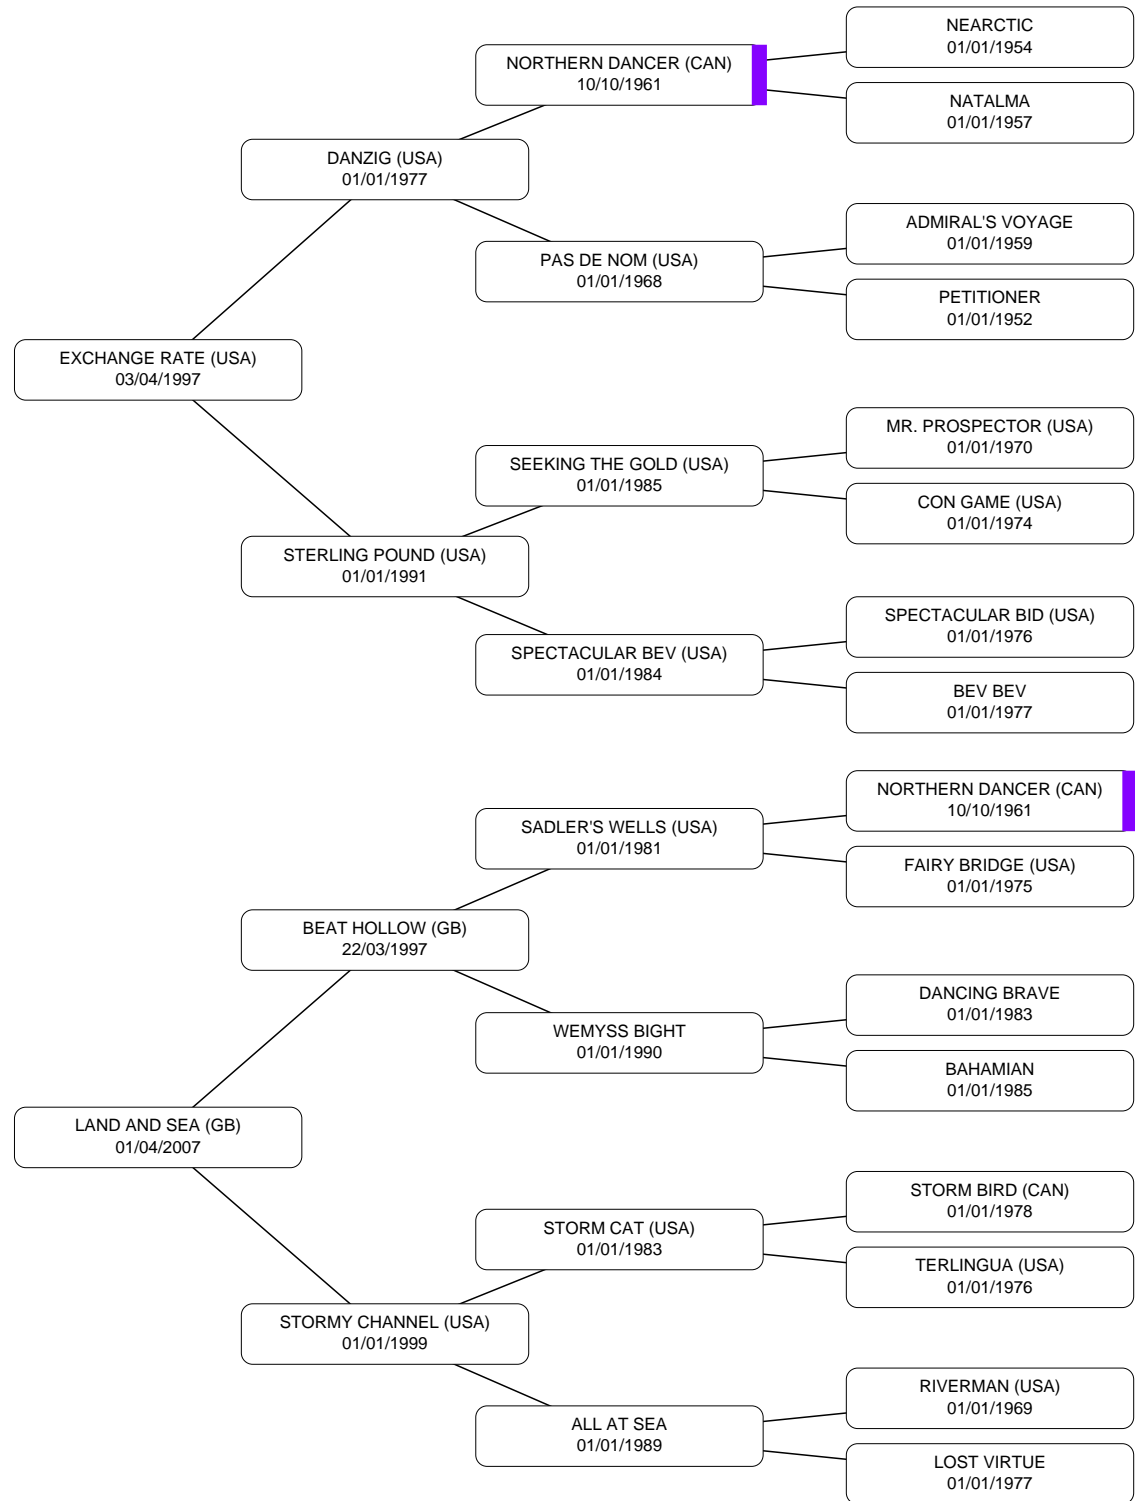 NEARCTIC
01/01/1954
NORTHERN DANCER (CAN)
10/10/1961
NATALMA
01/01/1957
DANZIG (USA)
01/01/1977
ADMIRAL'S VOYAGE
01/01/1959
PAS DE NOM (USA)
01/01/1968
PETITIONER
01/01/1952
EXCHANGE RATE (USA)
03/04/1997
MR. PROSPECTOR (USA)
01/01/1970
SEEKING THE GOLD (USA)
01/01/1985
CON GAME (USA)
01/01/1974
STERLING POUND (USA)
01/01/1991
SPECTACULAR BID (USA)
01/01/1976
SPECTACULAR BEV (USA)
01/01/1984
BEV BEV
01/01/1977
NORTHERN DANCER (CAN)
10/10/1961
SADLER'S WELLS (USA)
01/01/1981
FAIRY BRIDGE (USA)
01/01/1975
BEAT HOLLOW (GB)
22/03/1997
DANCING BRAVE
01/01/1983
WEMYSS BIGHT
01/01/1990
BAHAMIAN
01/01/1985
LAND AND SEA (GB)
01/04/2007
STORM BIRD (CAN)
01/01/1978
STORM CAT (USA)
01/01/1983
TERLINGUA (USA)
01/01/1976
STORMY CHANNEL (USA)
01/01/1999
RIVERMAN (USA)
01/01/1969
ALL AT SEA
01/01/1989
LOST VIRTUE
01/01/1977